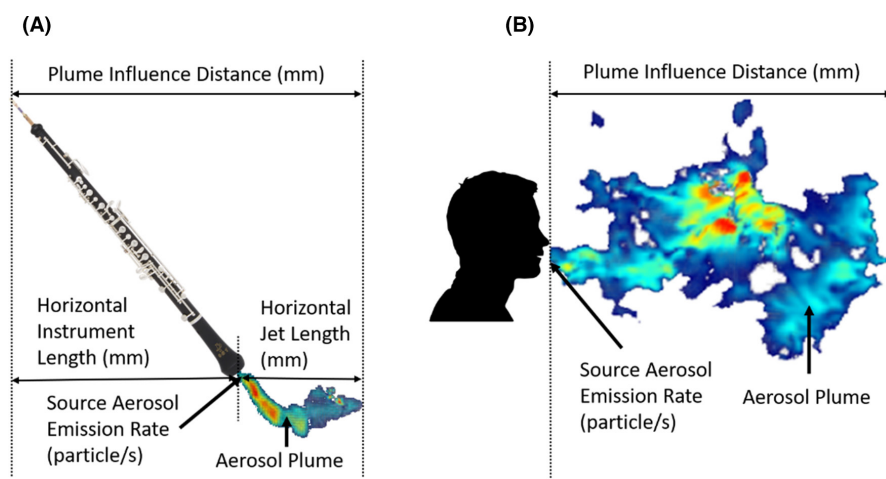 (A)
Plume Influence Distance (mm)
Horizontal
Instrument
Length (mm)
Horizontal
Jet Length
(mm)
Source Aerosol
Emission Rate
(particle/s)
Aerosol Plume
(B)
Plume Influence Distance (mm)
Source Aerosol
Emission Rate
(particle/s)
Aerosol Plume